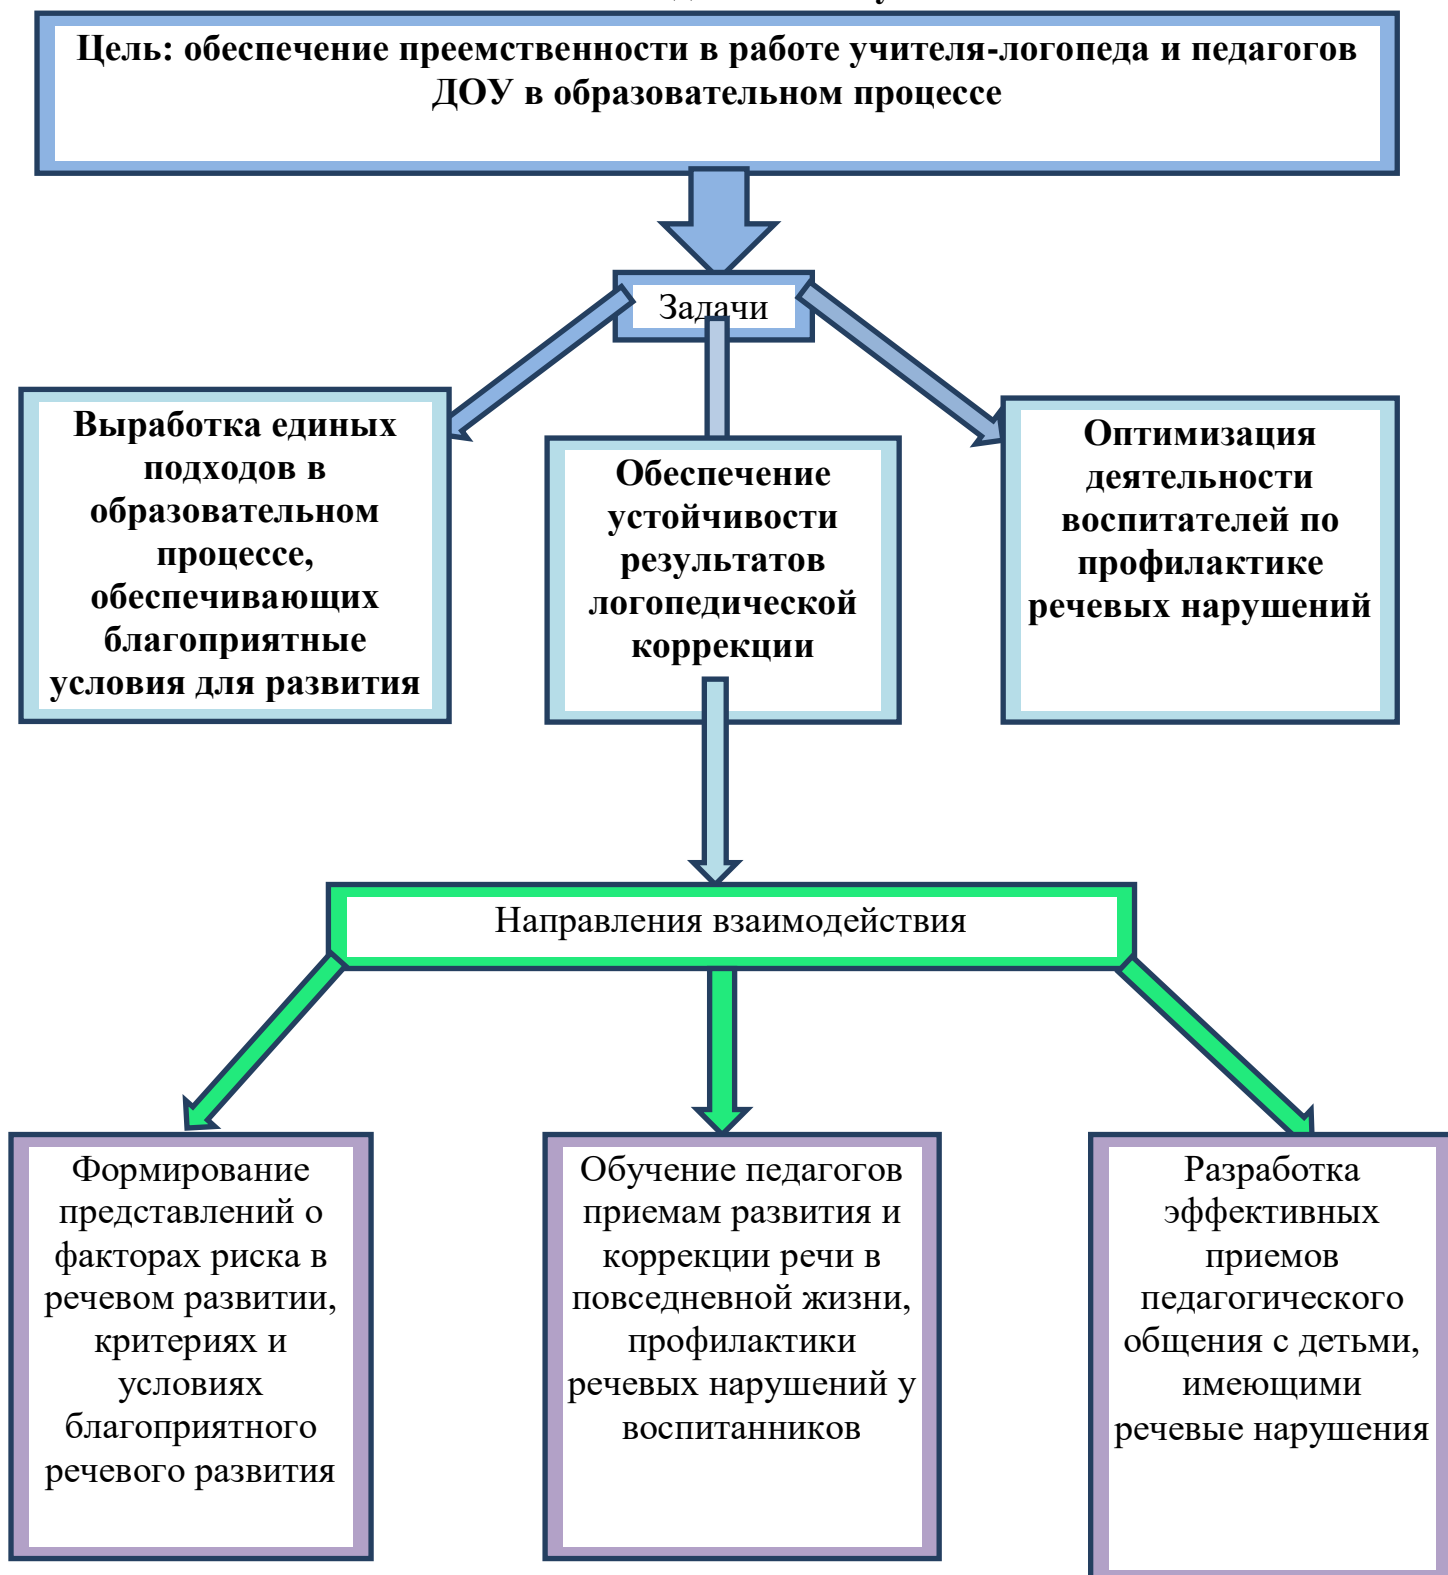 Цель: обеспечение преемственности в работе учителя-логопеда и педагогов
ДОУ в образовательном процессе
Задачи
Выработка единых
подходов в
образовательном
процессе,
обеспечивающих
благоприятные
условия для развития
Обеспечение
устойчивости
результатов
логопедической
коррекции
Оптимизация
деятельности
воспитателей по
профилактике
речевых нарушений
Направления взаимодействия
Формирование
представлений о
факторах риска в
речевом развитии,
критериях и
условиях
благоприятного
речевого развития
Обучение педагогов
приемам развития и
коррекции речи в
повседневной жизни,
профилактики
речевых нарушений у
воспитанников
Разработка
эффективных
приемов
педагогического
общения с детьми,
имеющими
речевые нарушения